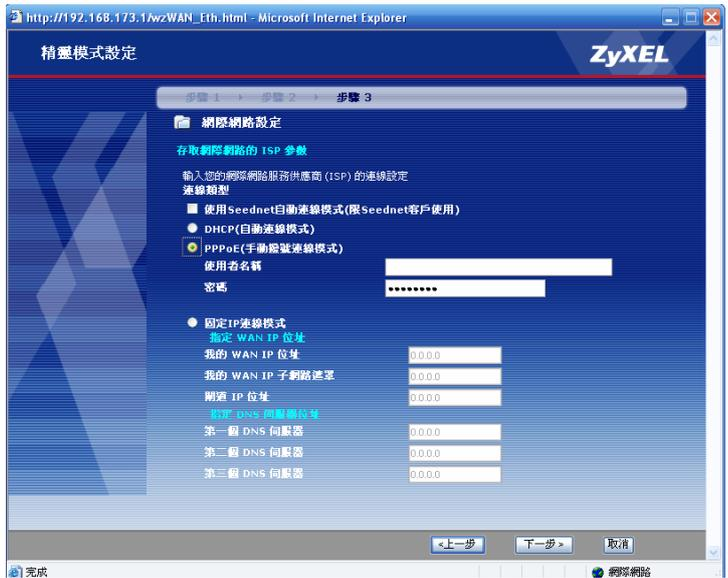 http://192.168.173.1/wzWAN_Eth.html - Microsoft Internet Explorer
精靈模式設定
ZyXEL
步驟 1 › 步驟 2 › 步驟 3
網際網路設定
存取網際網路的 ISP 參數
輸入您的網際網路服務供應商 (ISP) 的連線設定
連線類型
使用Seednet自動連線模式(限Seednet客戶使用)
DHCP(自動連線模式)
PPPoE(手動撥號連線模式)
使用者名稱
密碼 ••••••••
固定IP連線模式
指定 WAN IP 位址
我的 WAN IP 位址 0.0.0.0
我的 WAN IP 子網路遮罩 0.0.0.0
閘道 IP 位址 0.0.0.0
指定 DNS 伺服器位址
第一個 DNS 伺服器 0.0.0.0
第二個 DNS 伺服器 0.0.0.0
第三個 DNS 伺服器 0.0.0.0
<上一步 下一步 > 取消
完成 網際網路